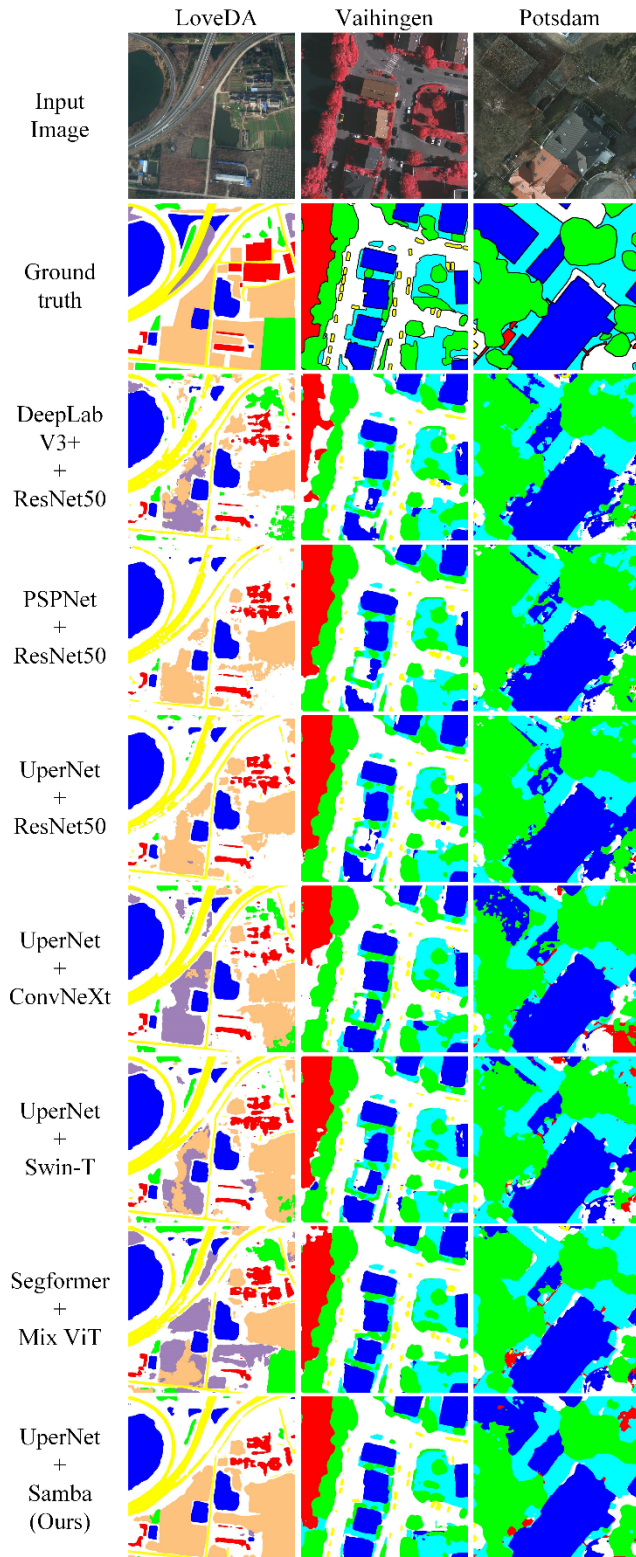 LoveDA Vaihingen Potsdam
Input
Image
Ground
truth
DeepLab
V3+
+
ResNet50
PSPNet
+
ResNet50
UperNet
+
ResNet50
UperNet
+
ConvNeXt
UperNet
+
Swin-T
Segformer
+
Mix ViT
UperNet
+
Samba
(Ours)